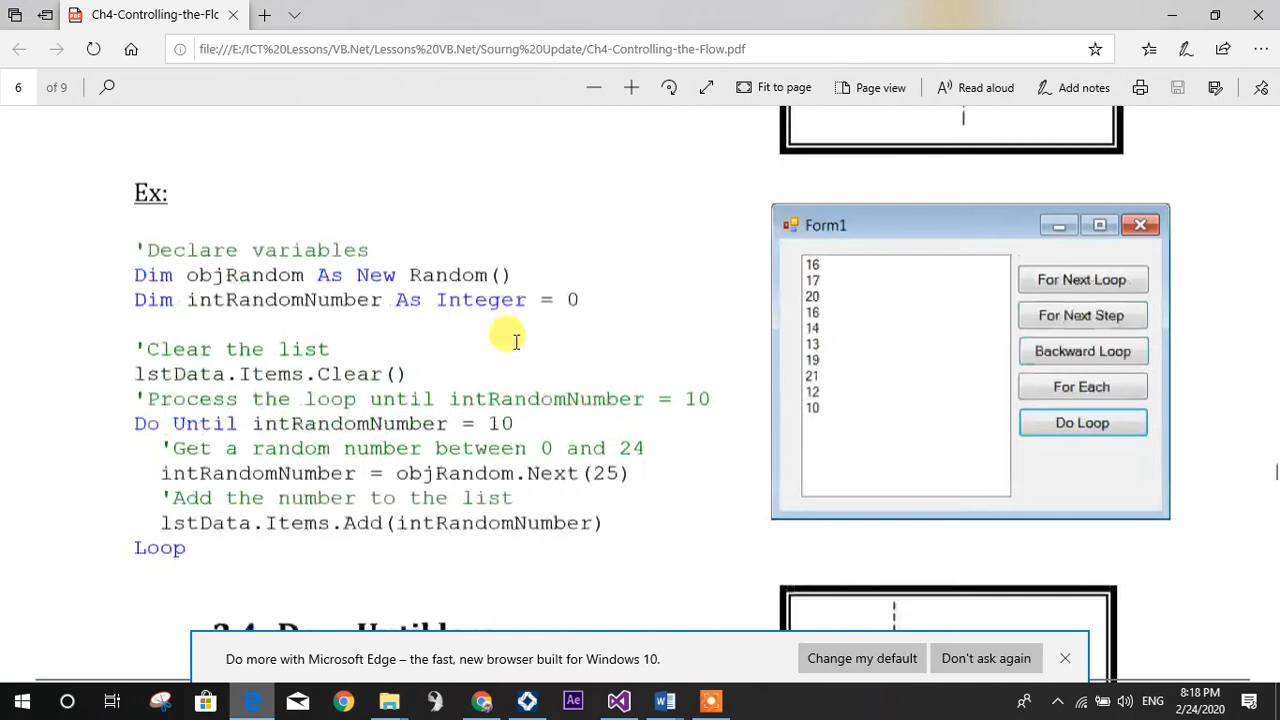 Ch4-Controlling-the-Flo
file:///E:/ICT%20Lessons/VB.Net/Lessons%20VB.Net/Sourng%20Update/Ch4-Controlling-the-Flow.pdf
6 of 9
Fit to page
Page view
Read aloud
Add notes
Ex:
'Declare variables
Dim objRandom As New Random()
Dim intRandomNumber As Integer = 0
'Clear the list
lstData.Items.Clear()
'Process the loop until intRandomNumber = 10
Do Until intRandomNumber = 10
'Get a random number between 0 and 24
intRandomNumber = objRandom.Next(25)
'Add the number to the list
lstData.Items.Add(intRandomNumber)
Loop
Form1
16
17
20
16
14
13
19
21
12
10
For Next Loop
For Next Step
Backward Loop
For Each
Do Loop
Do more with Microsoft Edge – the fast, new browser built for Windows 10.
Change my default
Don't ask again
ENG
8:18 PM
2/24/2020